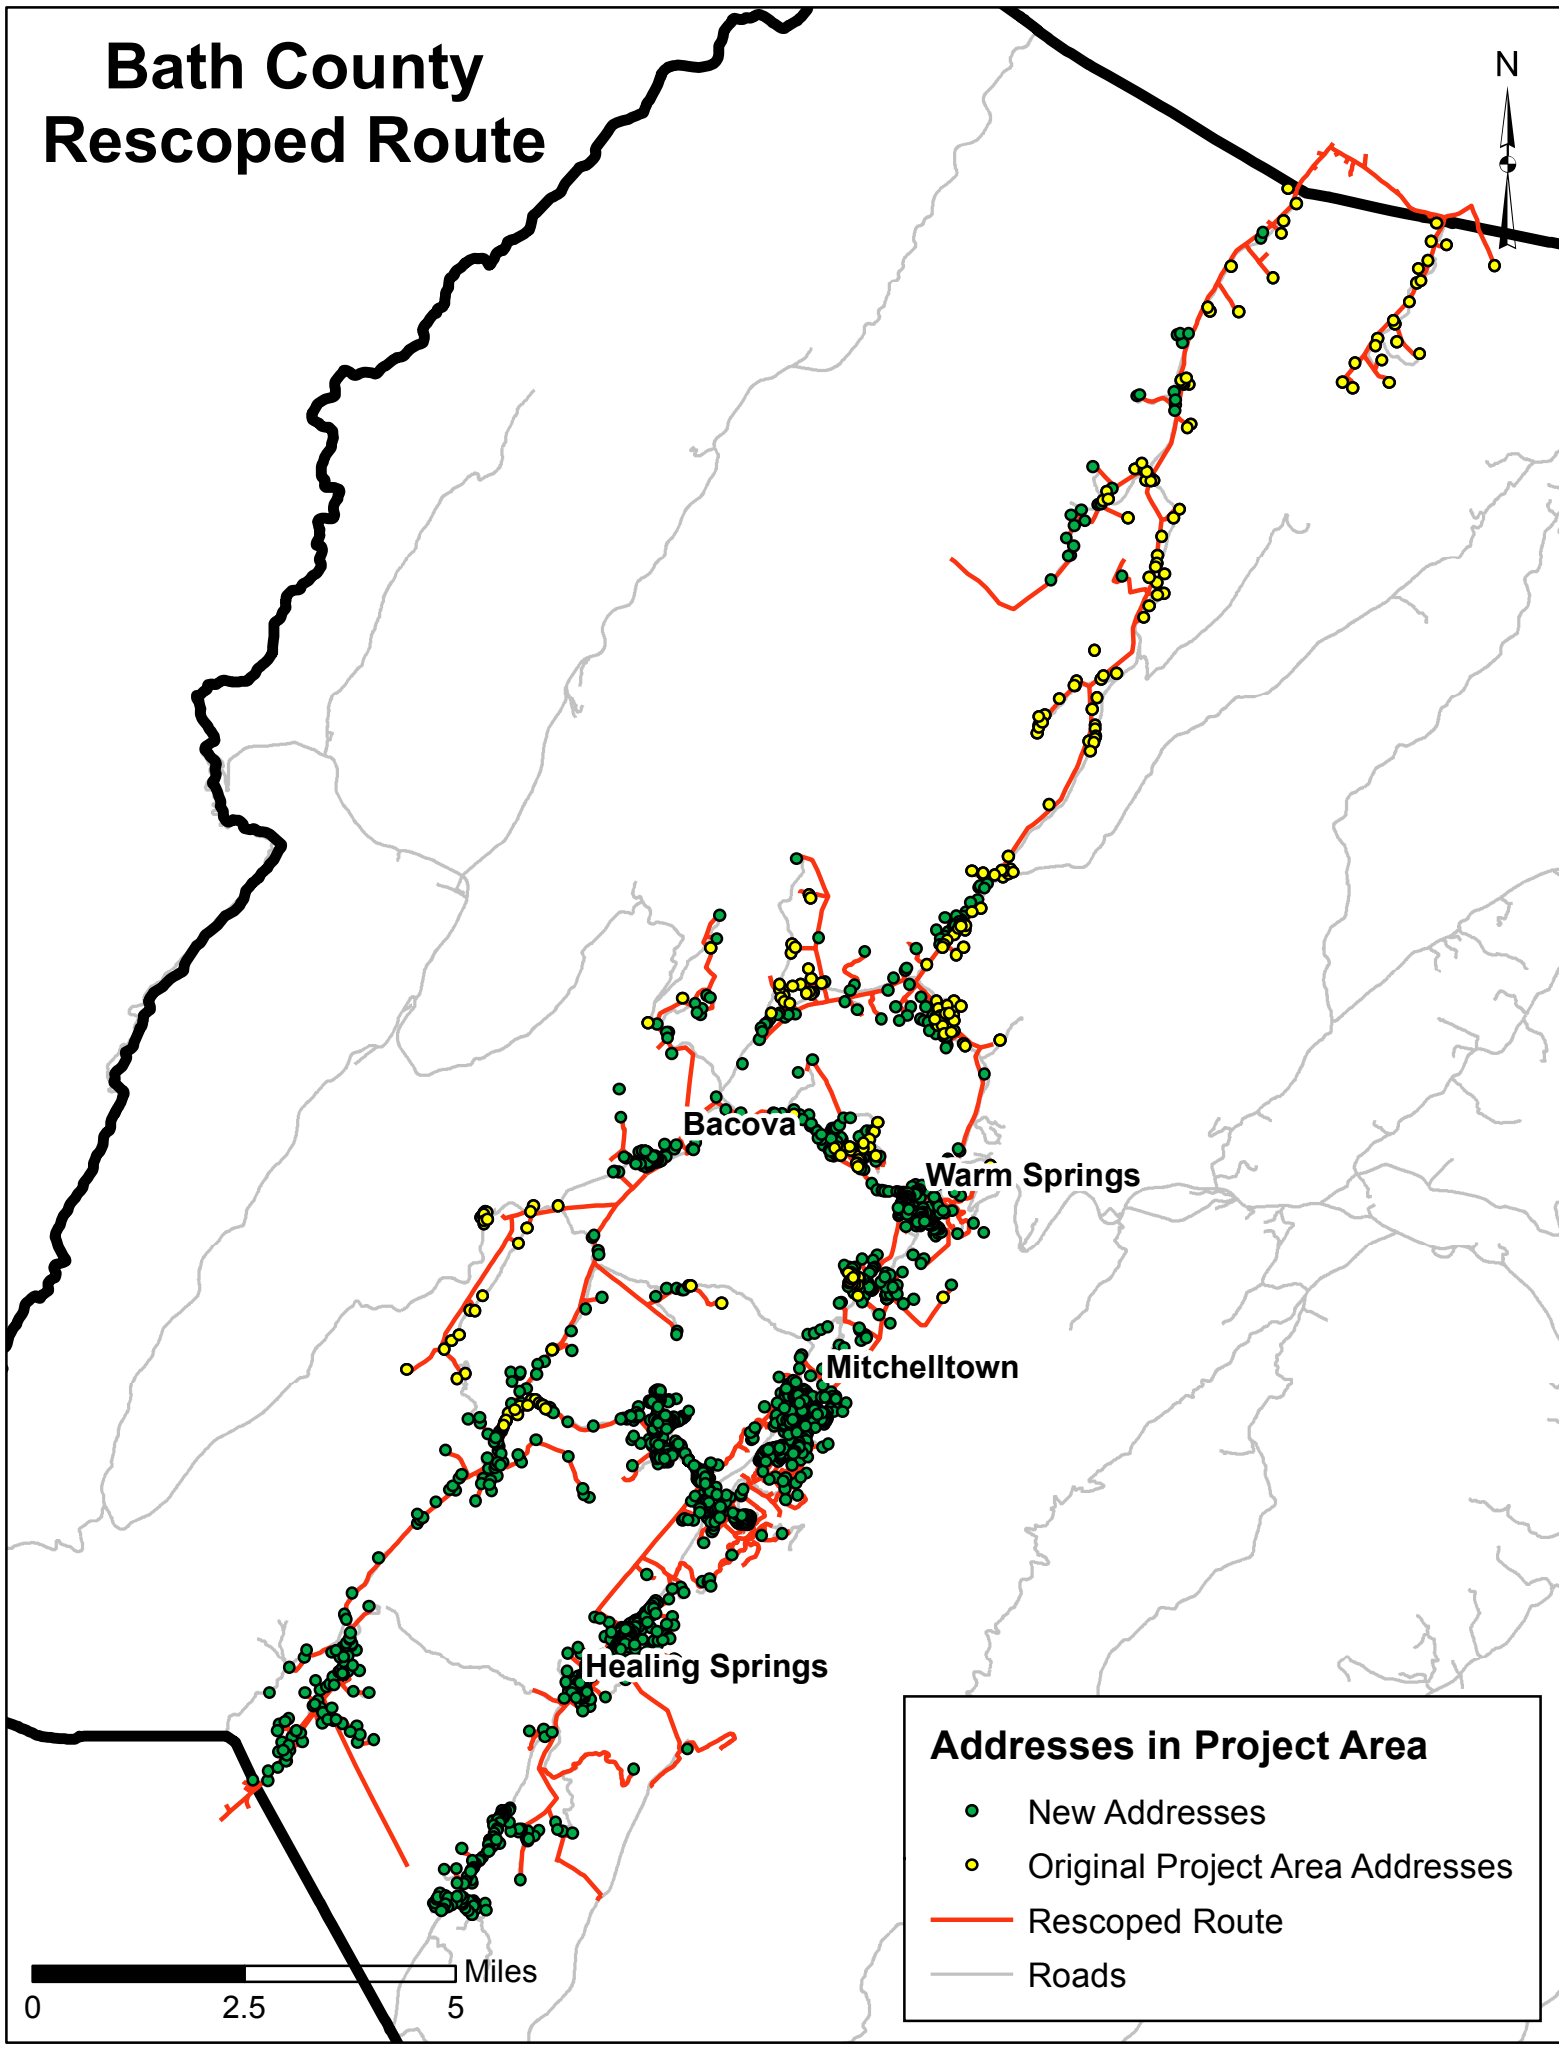 Bath County
Rescoped Route
N
Bacova
Warm Springs
Mitchelltown
Healing Springs
Addresses in Project Area
New Addresses
Original Project Area Addresses
Rescoped Route
Roads
Miles
0 2.5 5